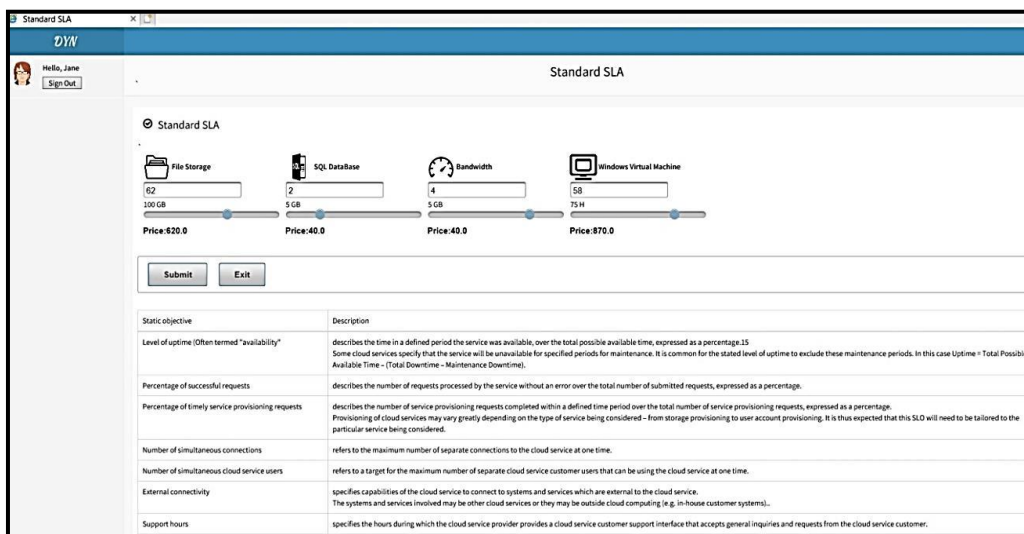 Standard SLA
DYN
Hello, Jane
Sign Out
Standard SLA
Standard SLA
File Storage
SQL DataBase
Bandwidth
Windows Virtual Machine
62
2
4
58
100 GB
5 GB
5 GB
75 H
Price:620.0
Price:40.0
Price:40.0
Price:870.0
Submit
Exit
Static objective
Description
Level of uptime (Often termed "availability"
describes the time in a defined period the service was available, over the total possible available time, expressed as a percentage.15
Some cloud services specify that the service will be unavailable for specified periods for maintenance. It is common for the stated level of uptime to exclude these maintenance periods. In this case Uptime = Total Possibl
Available Time – (Total Downtime – Maintenance Downtime).
Percentage of successful requests
describes the number of requests processed by the service without an error over the total number of submitted requests, expressed as a percentage.
Percentage of timely service provisioning requests
describes the number of service provisioning requests completed within a defined time period over the total number of service provisioning requests, expressed as a percentage.
Provisioning of cloud services may vary greatly depending on the type of service being considered – from storage provisioning to user account provisioning. It is thus expected that this SLO will need to be tailored to the
particular service being considered.
Number of simultaneous connections
refers to the maximum number of separate connections to the cloud service at one time.
Number of simultaneous cloud service users
refers to a target for the maximum number of separate cloud service customer users that can be using the cloud service at one time.
External connectivity
specifies capabilities of the cloud service to connect to systems and services which are external to the cloud service.
The systems and services involved may be other cloud services or they may be outside cloud computing (e.g. in-house customer systems)..
Support hours
specifies the hours during which the cloud service provider provides a cloud service customer support interface that accepts general inquiries and requests from the cloud service customer.